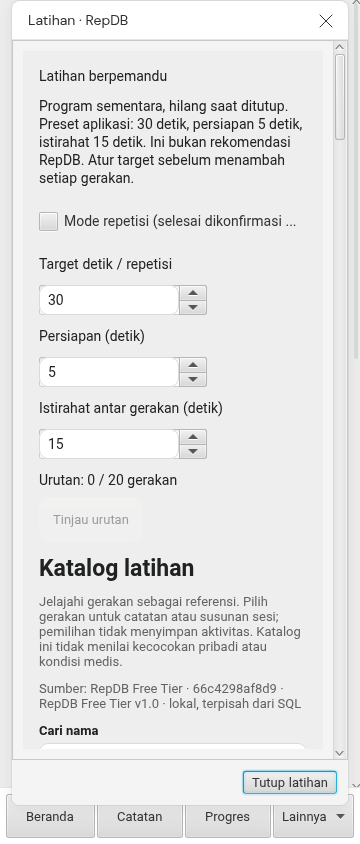 Latihan · RepDB
Latihan berpemandu
Program sementara, hilang saat ditutup.
Preset aplikasi: 30 detik, persiapan 5 detik,
istirahat 15 detik. Ini bukan rekomendasi
RepDB. Atur target sebelum menambah
setiap gerakan.
Mode repetisi (selesai dikonfirmasi ...
Target detik / repetisi
30
Persiapan (detik)
5
Istirahat antar gerakan (detik)
15
Urutan: 0 / 20 gerakan
Tinjau urutan
Katalog latihan
Jelajahi gerakan sebagai referensi. Pilih
gerakan untuk catatan atau susunan sesi;
pemilihan tidak menyimpan aktivitas. Katalog
ini tidak menilai kecocokan pribadi atau
kondisi medis.
Sumber: RepDB Free Tier · 66c4298af8d9 ·
RepDB Free Tier v1.0 · lokal, terpisah dari SQL
Cari nama
Tutup latihan
Beranda
Catatan
Progres
Lainnya